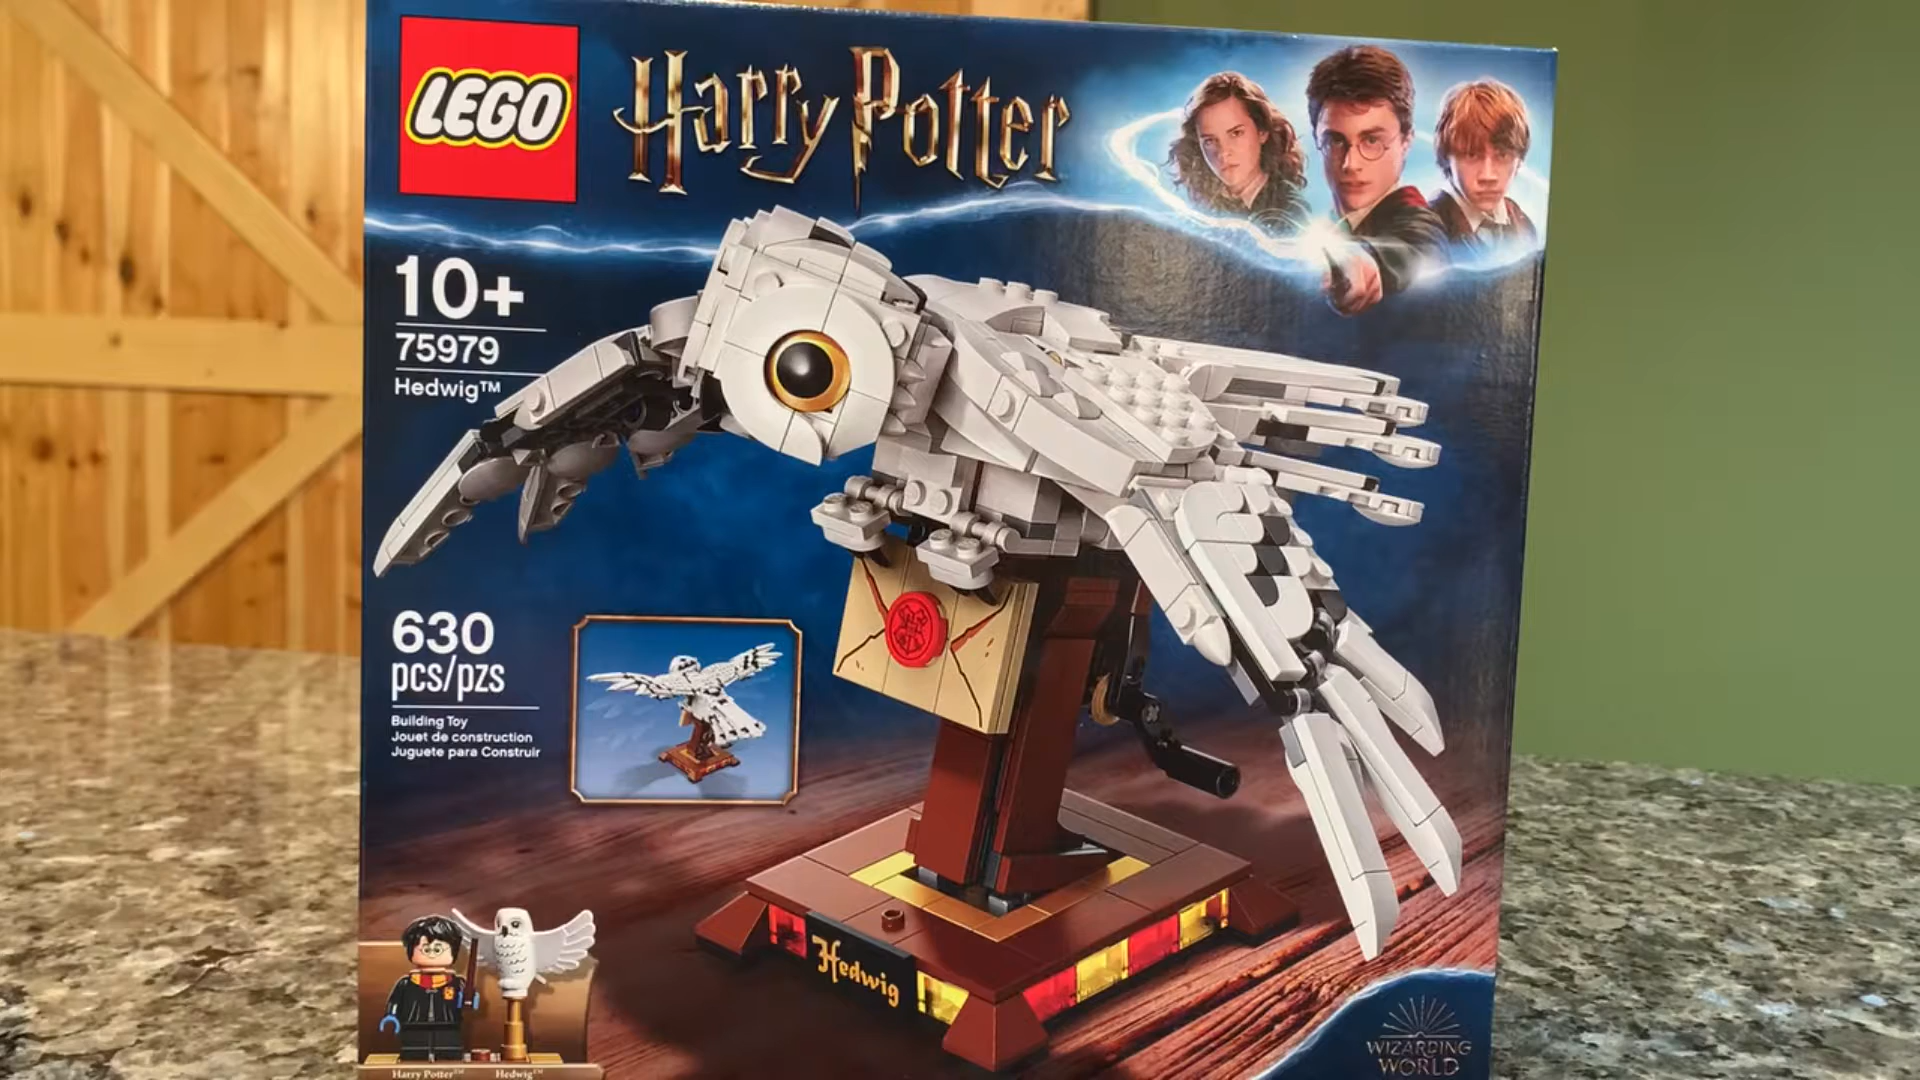 LEGO
Harry Potter
10+
75979
Hedwig™
630
pcs/pzs
Building Toy
Jouet de construction
Juguete para Construir
Hedwig
Harry Potter™
Hedwig™
WIZARDING
WORLD